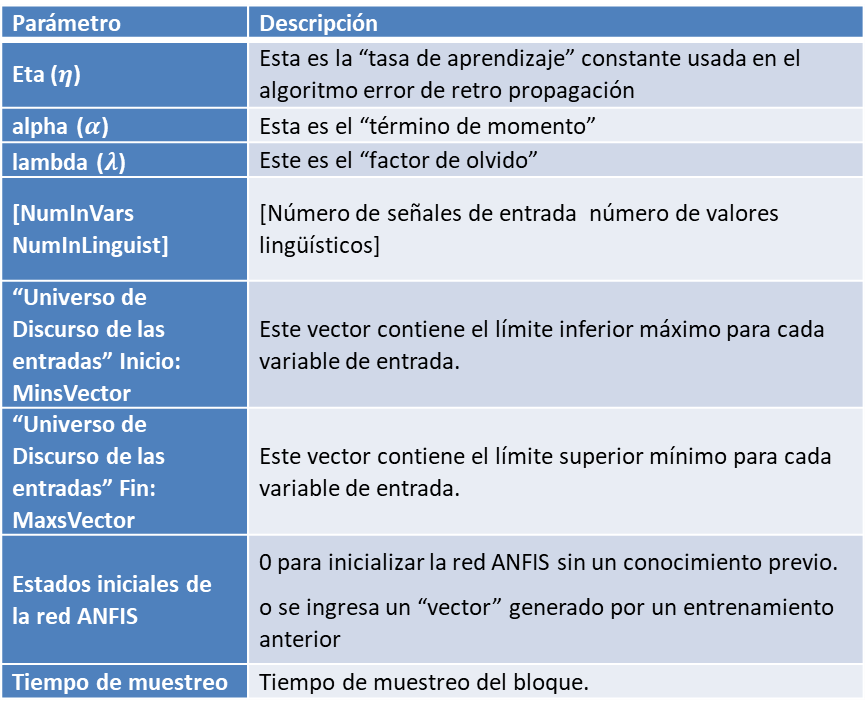 Parámetro
Descripción
Eta (η)
Esta es la “tasa de aprendizaje” constante usada en el
algoritmo error de retro propagación
alpha (α)
Esta es el “término de momento”
lambda (λ)
Este es el “factor de olvido”
[NumInVars
NumInLinguist]
[Número de señales de entrada número de valores
lingüísticos]
“Universo de
Discurso de las
entradas” Inicio:
MinsVector
Este vector contiene el límite inferior máximo para cada
variable de entrada.
“Universo de
Discurso de las
entradas” Fin:
MaxsVector
Este vector contiene el límite superior mínimo para cada
variable de entrada.
Estados iniciales de
la red ANFIS
0 para inicializar la red ANFIS sin un conocimiento previo.
o se ingresa un “vector” generado por un entrenamiento
anterior
Tiempo de muestreo
Tiempo de muestreo del bloque.